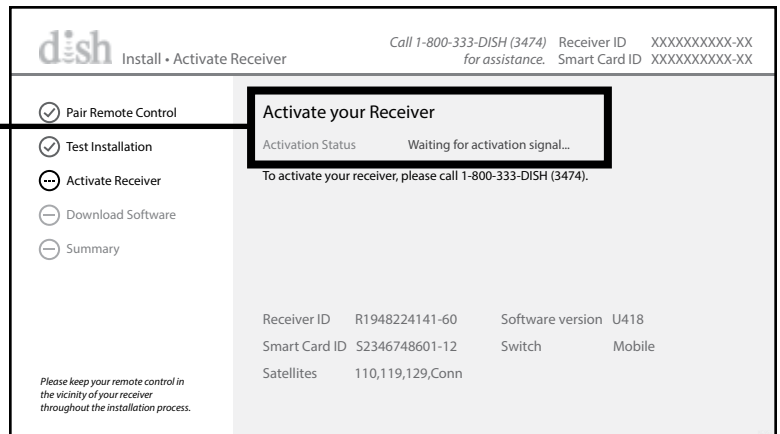 dish Install • Activate Receiver
Call 1-800-333-DISH (3474)
for assistance.
Receiver ID XXXXXXXXXX-XX
Smart Card ID XXXXXXXXXX-XX
Pair Remote Control
Test Installation
Activate Receiver
Download Software
Summary
Please keep your remote control in
the vicinity of your receiver
throughout the installation process.
Activate your Receiver
Activation Status Waiting for activation signal...
To activate your receiver, please call 1-800-333-DISH (3474).
Receiver ID R1948224141-60 Software version U418
Smart Card ID S2346748601-12 Switch Mobile
Satellites 110,119,129,Conn